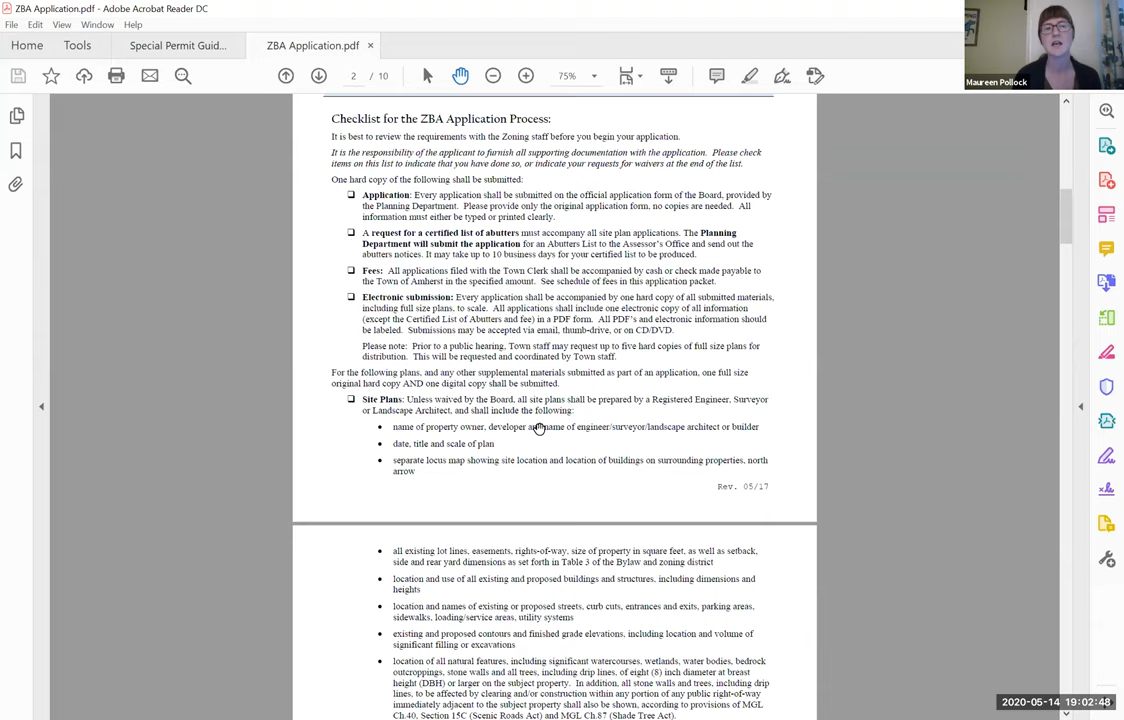 ZBA Application.pdf - Adobe Acrobat Reader DC
File Edit View Window Help
Home Tools Special Permit Guid... ZBA Application.pdf ×
2 / 10 75%
Maureen Pollock
Checklist for the ZBA Application Process:
It is best to review the requirements with the Zoning staff before you begin your application.
It is the responsibility of the applicant to furnish all supporting documentation with the application. Please check
items on this list to indicate that you have done so, or indicate your requests for waivers at the end of the list.
One hard copy of the following shall be submitted:
Application: Every application shall be submitted on the official application form of the Board, provided by
the Planning Department. Please provide only the original application form, no copies are needed. All
information must either be typed or printed clearly.
A request for a certified list of abutters must accompany all site plan applications. The Planning
Department will submit the application for an Abutters List to the Assessor's Office and send out the
abutters notices. It may take up to 10 business days for your certified list to be produced.
Fees: All applications filed with the Town Clerk shall be accompanied by cash or check made payable to
the Town of Amherst in the specified amount. See schedule of fees in this application packet.
Electronic submission: Every application shall be accompanied by one hard copy of all submitted materials,
including full size plans, to scale. All applications shall include one electronic copy of all information
(except the Certified List of Abutters and fee) in a PDF form. All PDF's and electronic information should
be labeled. Submissions may be accepted via email, thumb-drive, or on CD/DVD.
Please note: Prior to a public hearing, Town staff may request up to five hard copies of full size plans for
distribution. This will be requested and coordinated by Town staff.
For the following plans, and any other supplemental materials submitted as part of an application, one full size
original hard copy AND one digital copy shall be submitted.
Site Plans: Unless waived by the Board, all site plans shall be prepared by a Registered Engineer, Surveyor
or Landscape Architect, and shall include the following:
• name of property owner, developer and name of engineer/surveyor/landscape architect or builder
• date, title and scale of plan
• separate locus map showing site location and location of buildings on surrounding properties, north
arrow
Rev. 05/17
• all existing lot lines, easements, rights-of-way, size of property in square feet, as well as setback,
side and rear yard dimensions as set forth in Table 3 of the Bylaw and zoning district
• location and use of all existing and proposed buildings and structures, including dimensions and
heights
• location and names of existing or proposed streets, curb cuts, entrances and exits, parking areas,
sidewalks, loading/service areas, utility systems
• existing and proposed contours and finished grade elevations, including location and volume of
significant filling or excavations
• location of all natural features, including significant watercourses, wetlands, water bodies, bedrock
outcroppings, stone walls and all trees, including drip lines, of eight (8) inch diameter at breast
height (DBH) or larger on the subject property. In addition, all stone walls and trees, including drip
lines, to be affected by clearing and/or construction within any portion of any public right-of-way
immediately adjacent to the subject property shall also be shown, according to provisions of MGL
Ch.40, Section 15C (Scenic Roads Act) and MGL Ch.87 (Shade Tree Act).
2020-05-14 19:02:48